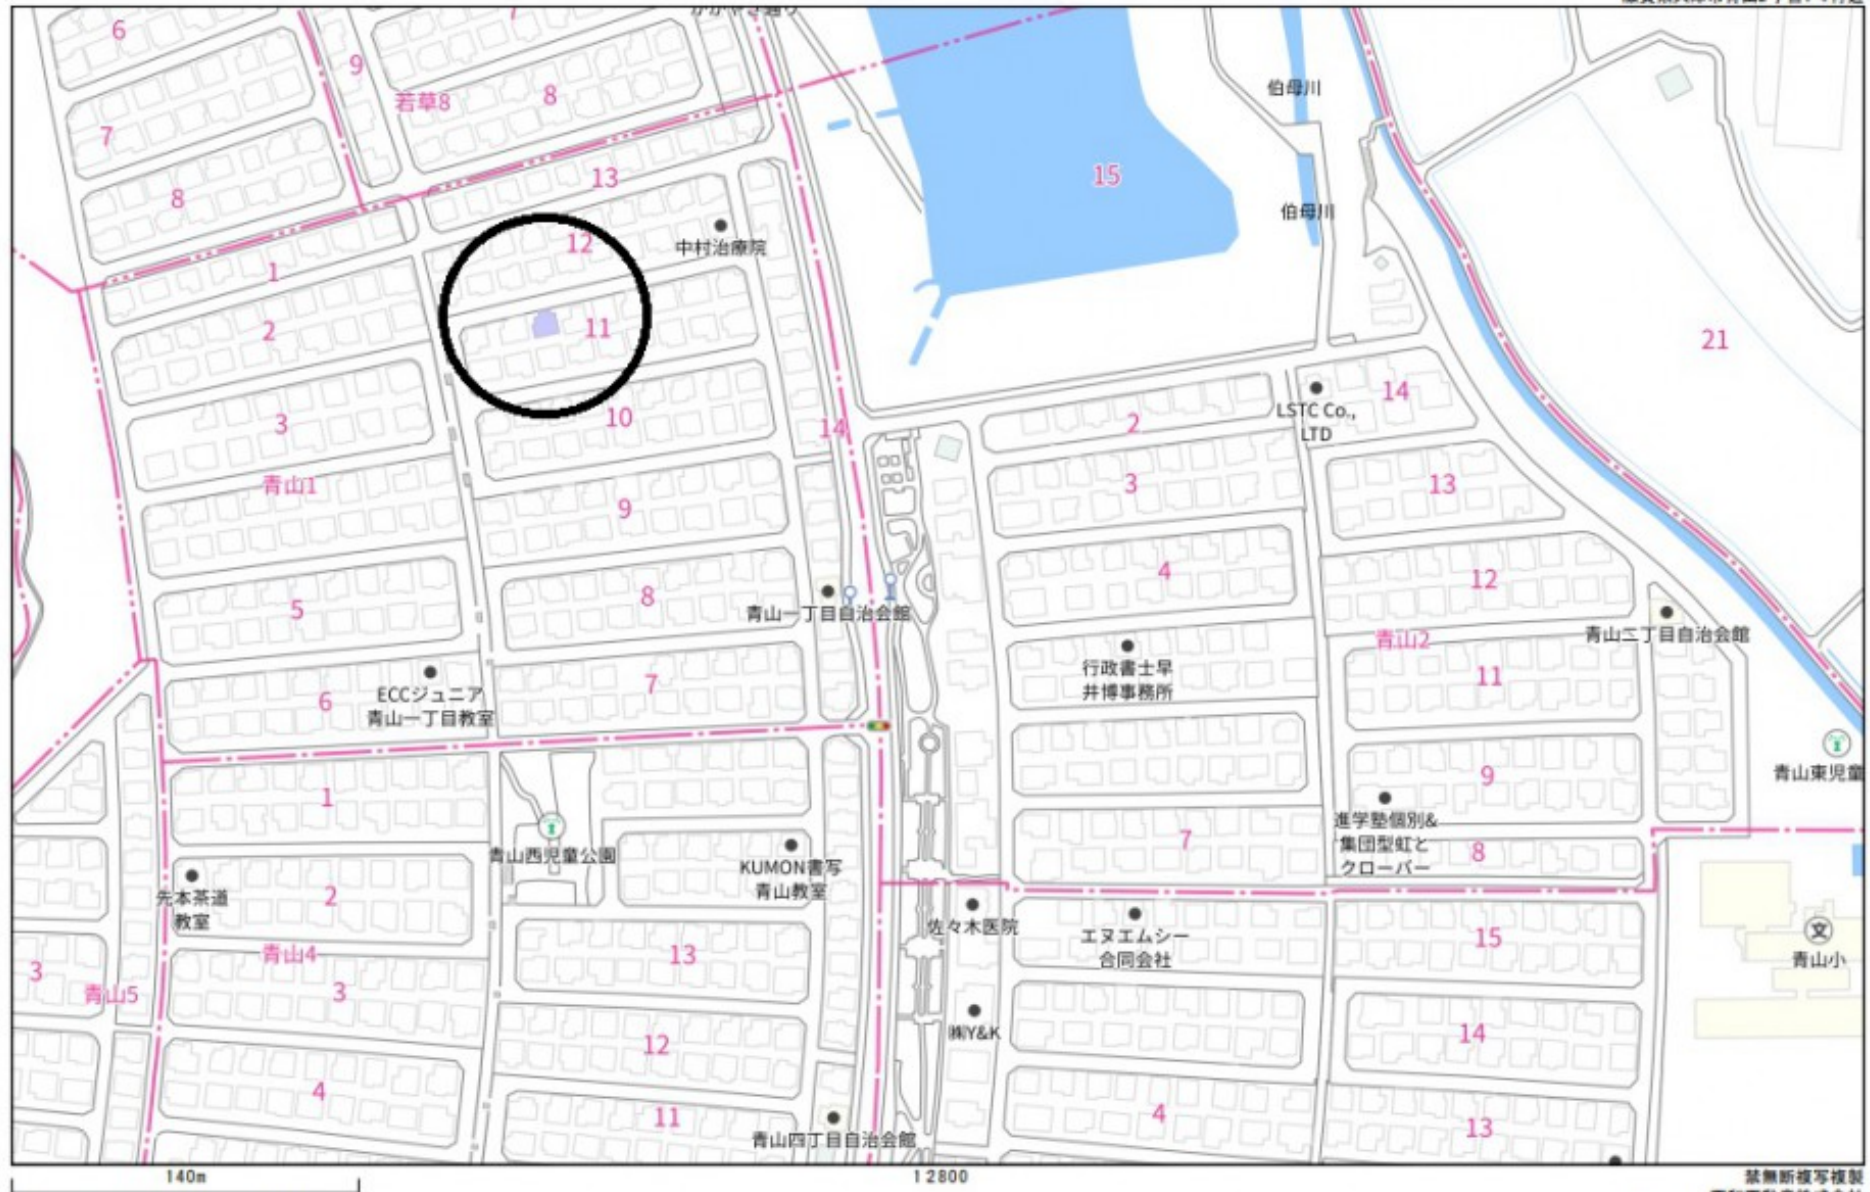 6
7
9
若草8
8
7
8
13
12
中村治療院
15
伯母川
伯母川
21
1
2
11
3
10
14
2
LSTC Co.,
LTD
14
青山1
9
3
13
5
8
青山一丁目自治会館
4
12
青山2
青山二丁目自治会館
6
ECCジュニア
青山一丁目教室
7
行政書士早
井博事務所
11
1
青山西児童公園
9
青山東児童
進学塾個別&
集団型虹と
クローバー
7
8
KUMON書写
青山教室
先本茶道
教室
2
佐々木医院
エヌエムシー
合同会社
15
文
青山小
青山4
3
青山5
3
13
12
㈱Y&K
14
4
11
青山四丁目自治会館
4
13
140m
1 2800
禁無断複写複製